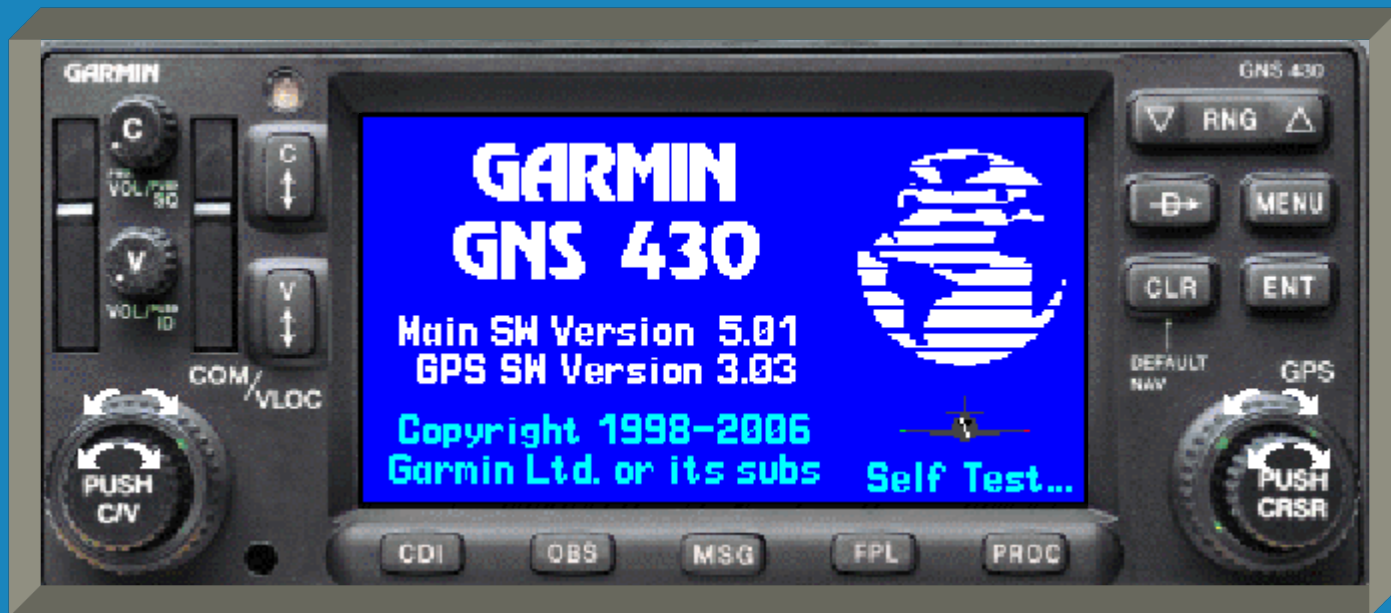 GARMIN
GNS 430
C
VOL/PUSH SQ
V
VOL/PUSH ID
C
V
COM/VLOC
PUSH
C/V
GARMIN
GNS 430
Main SW Version 5.01
GPS SW Version 3.03
Copyright 1998-2006
Garmin Ltd. or its subs
Self Test...
RNG
D
MENU
CLR
ENT
DEFAULT
NAV
GPS
PUSH
CRSR
CDI
OBS
MSG
FPL
PROC